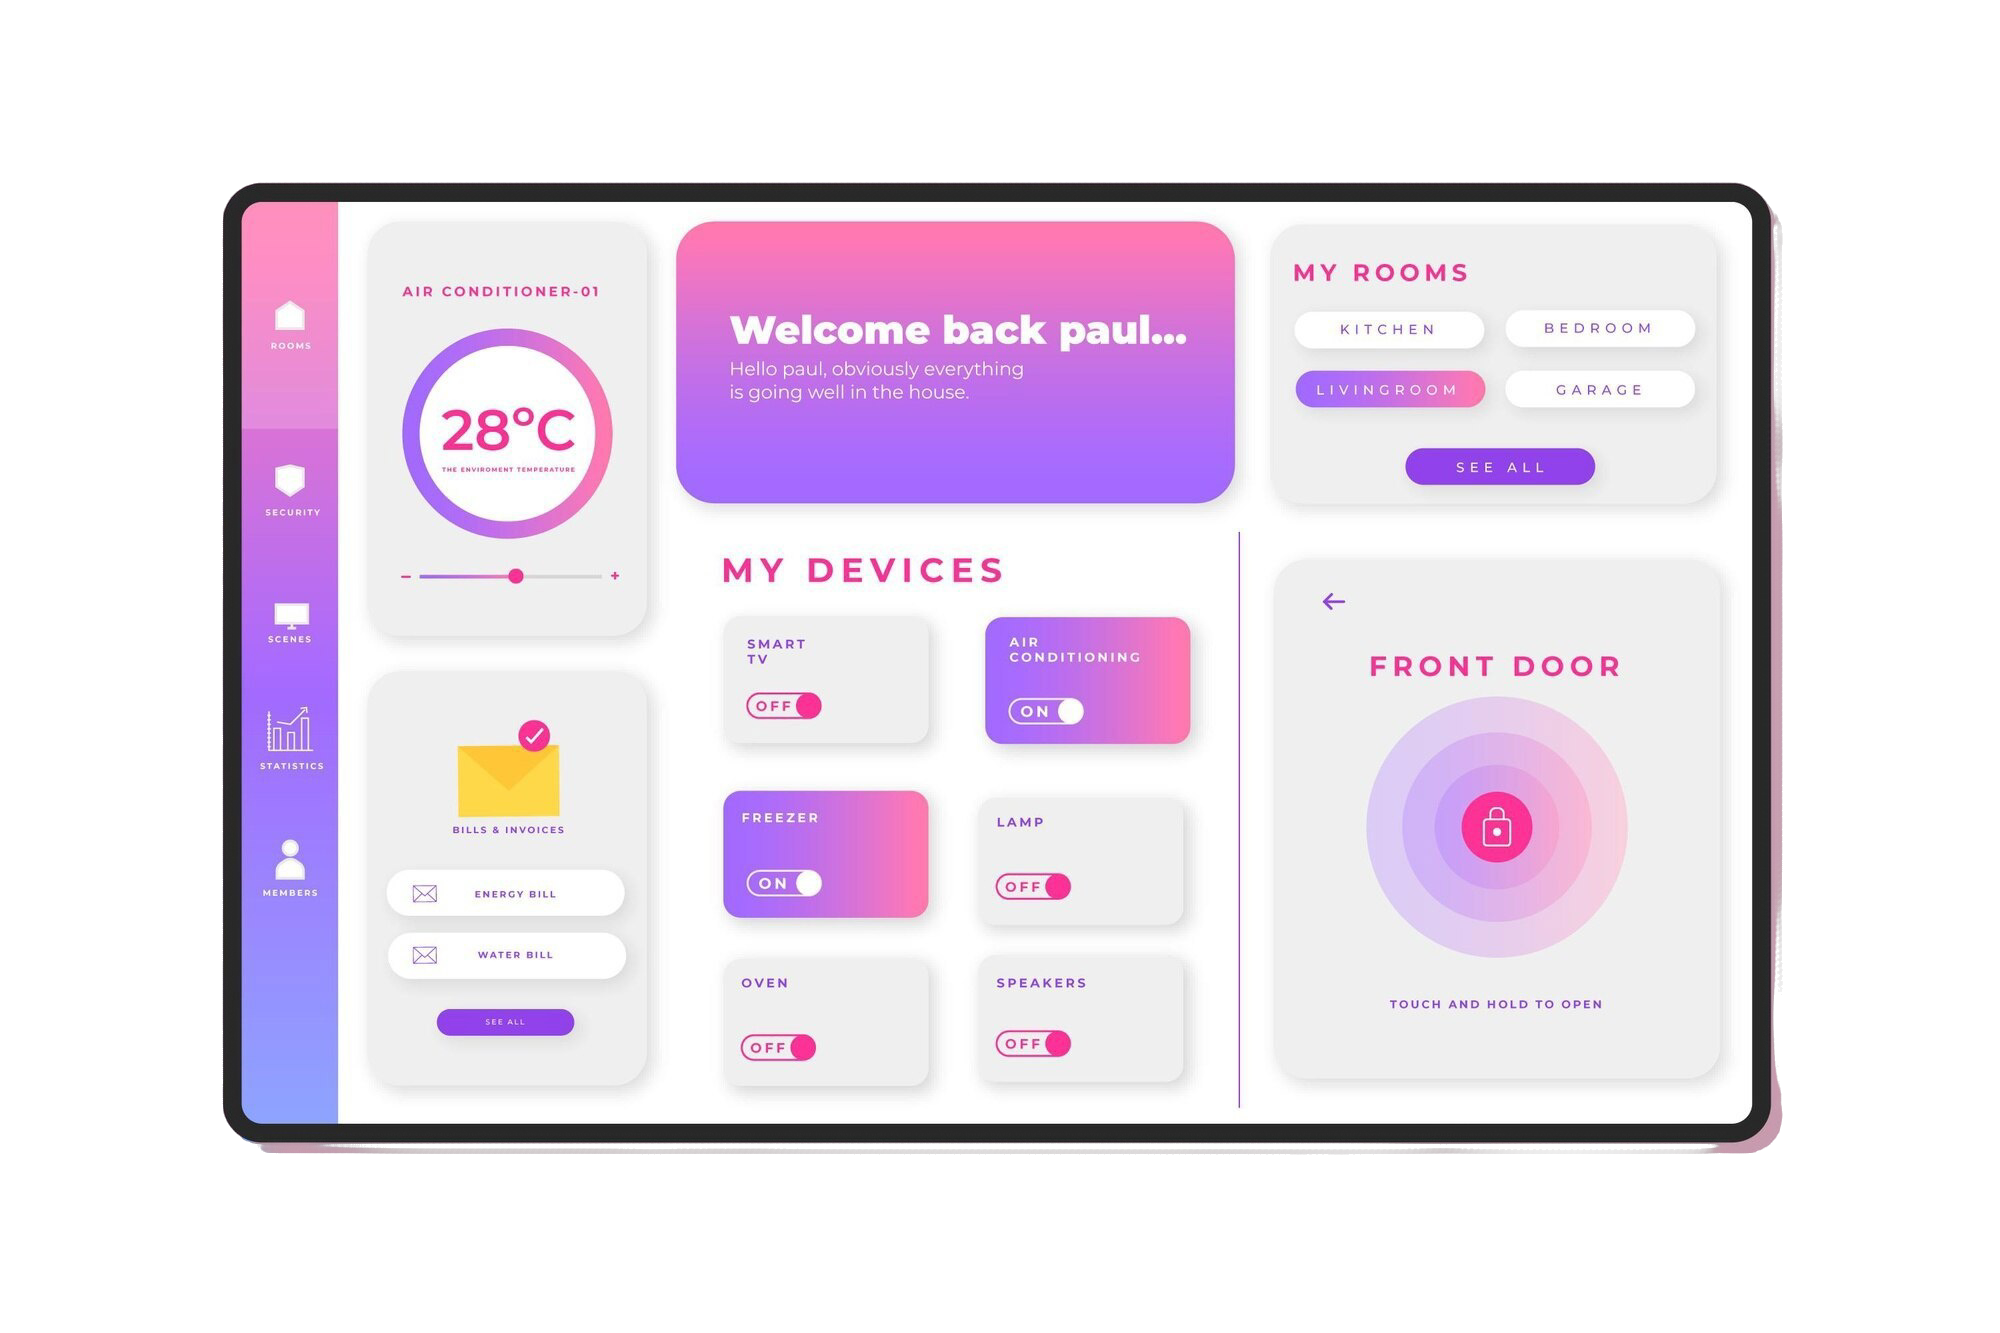 ROOMS
SECURITY
SCENES
STATISTICS
MEMBERS
AIR CONDITIONER-01
28°C
THE ENVIROMENT TEMPERATURE
− +
BILLS & INVOICES
ENERGY BILL
WATER BILL
SEE ALL
Welcome back paul...
Hello paul, obviously everything
is going well in the house.
MY DEVICES
SMART
TV
OFF
AIR
CONDITIONING
ON
FREEZER
ON
LAMP
OFF
OVEN
OFF
SPEAKERS
OFF
MY ROOMS
KITCHEN
BEDROOM
LIVINGROOM
GARAGE
SEE ALL
FRONT DOOR
TOUCH AND HOLD TO OPEN